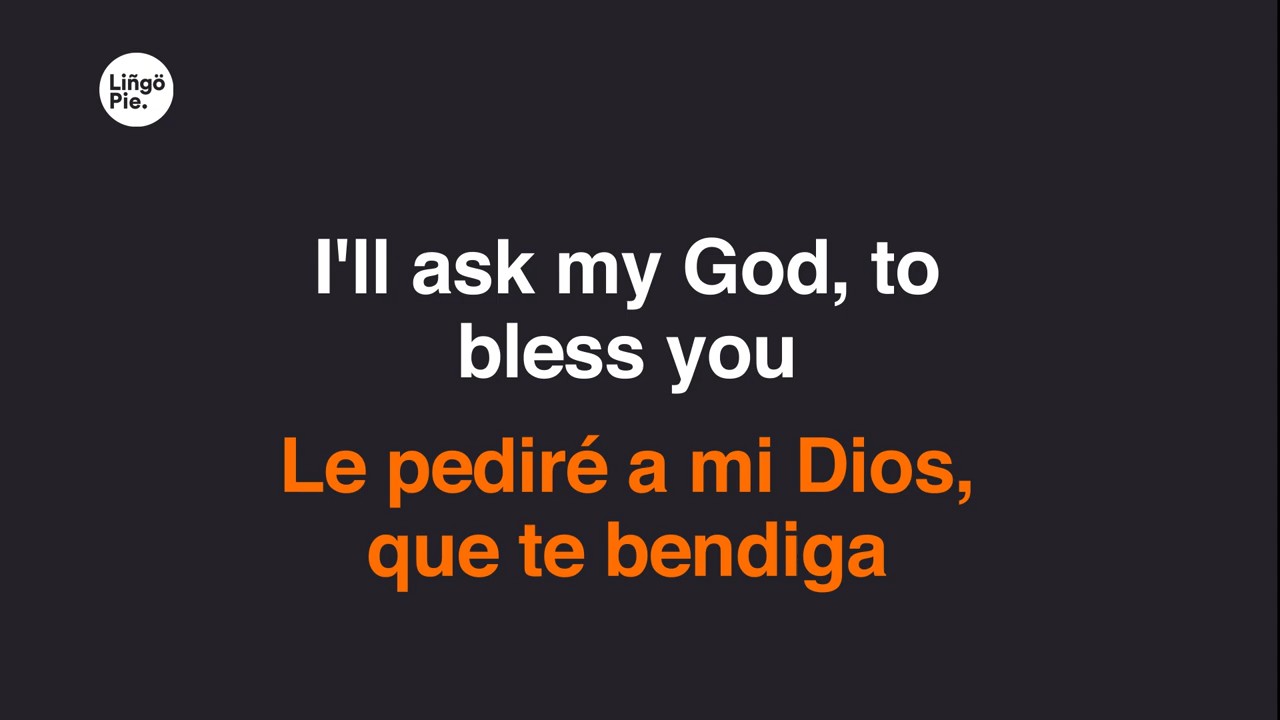 Liñgö
Pie.
I'll ask my God, to
bless you
Le pediré a mi Dios,
que te bendiga